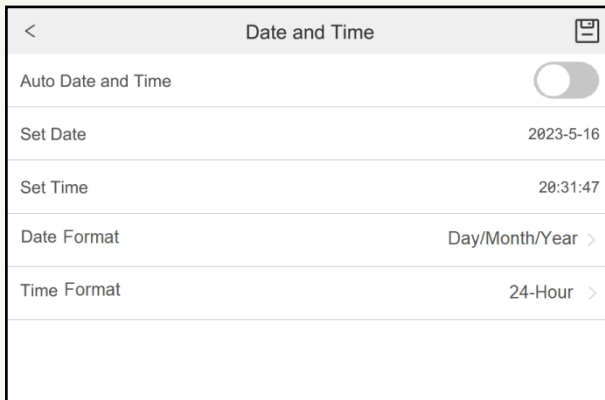 Date and Time
Auto Date and Time
Set Date 2023-5-16
Set Time 20:31:47
Date Format Day/Month/Year >
Time Format 24-Hour >